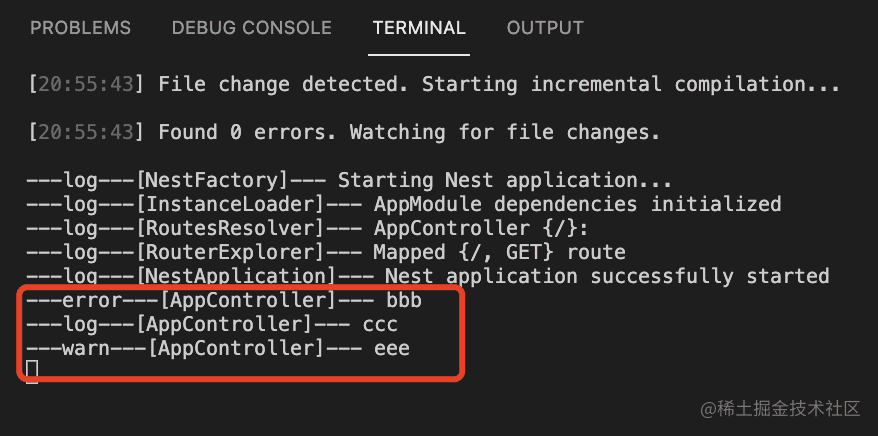 PROBLEMS DEBUG CONSOLE TERMINAL OUTPUT
[20:55:43] File change detected. Starting incremental compilation...
[20:55:43] Found 0 errors. Watching for file changes.
---log---[NestFactory]--- Starting Nest application...
---log---[InstanceLoader]--- AppModule dependencies initialized
---log---[RoutesResolver]--- AppController {/}:
---log---[RouterExplorer]--- Mapped {/, GET} route
---log---[NestApplication]--- Nest application successfully started
---error---[AppController]--- bbb
---log---[AppController]--- ccc
---warn---[AppController]--- eee
@稀土掘金技术社区